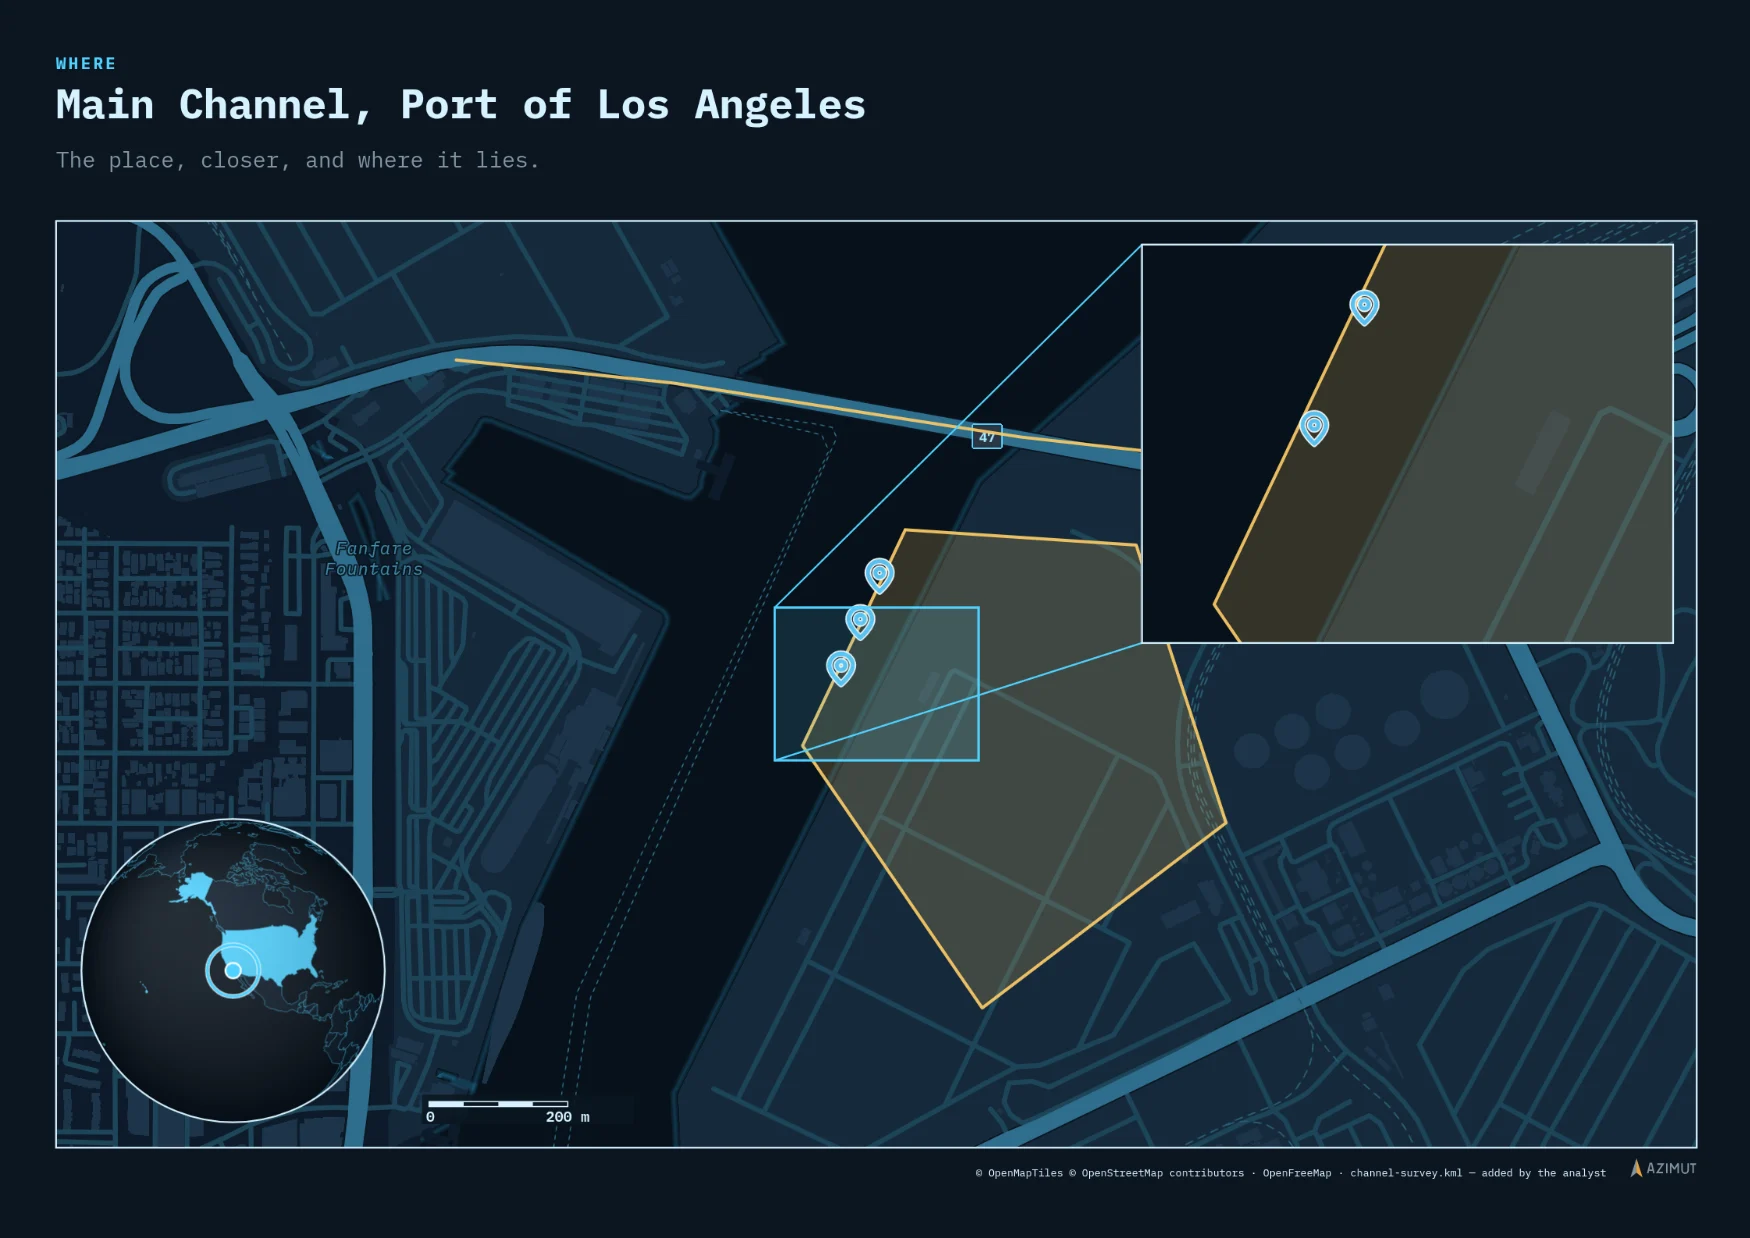 WHERE
Main Channel, Port of Los Angeles
The place, closer, and where it lies.
47
Fanfare
Fountains
0 200 m
© OpenMapTiles © OpenStreetMap contributors · OpenFreeMap · channel-survey.kml — added by the analyst
AZIMUT